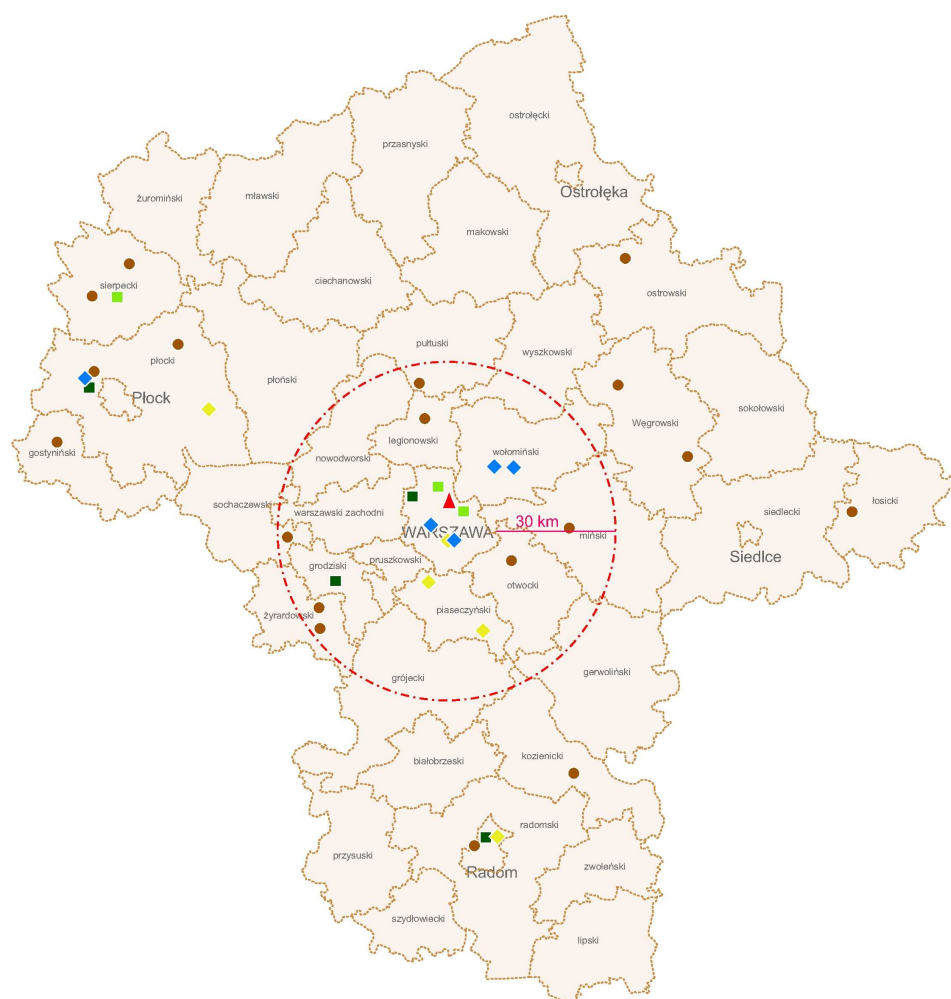 ostrołęcki
przasnyski
Ostrołęka
żuromiński
mławski
makowski
sierpecki
ciechanowski
ostrowski
pułtuski
wyszkowski
płocki
płoński
Płock
sokołowski
Węgrowski
legionowski
gostyniński
wołomiński
nowodworski
sochaczewski
łosicki
warszawski zachodni
siedlecki
30 km
WARSZAWA
miński
Siedlce
pruszkowski
grodziski
otwocki
piaseczyński
żyrardowski
gerwoliński
grójecki
kozienicki
białobrzeski
radomski
przysuski
zwoleński
Radom
szydłowiecki
lipski